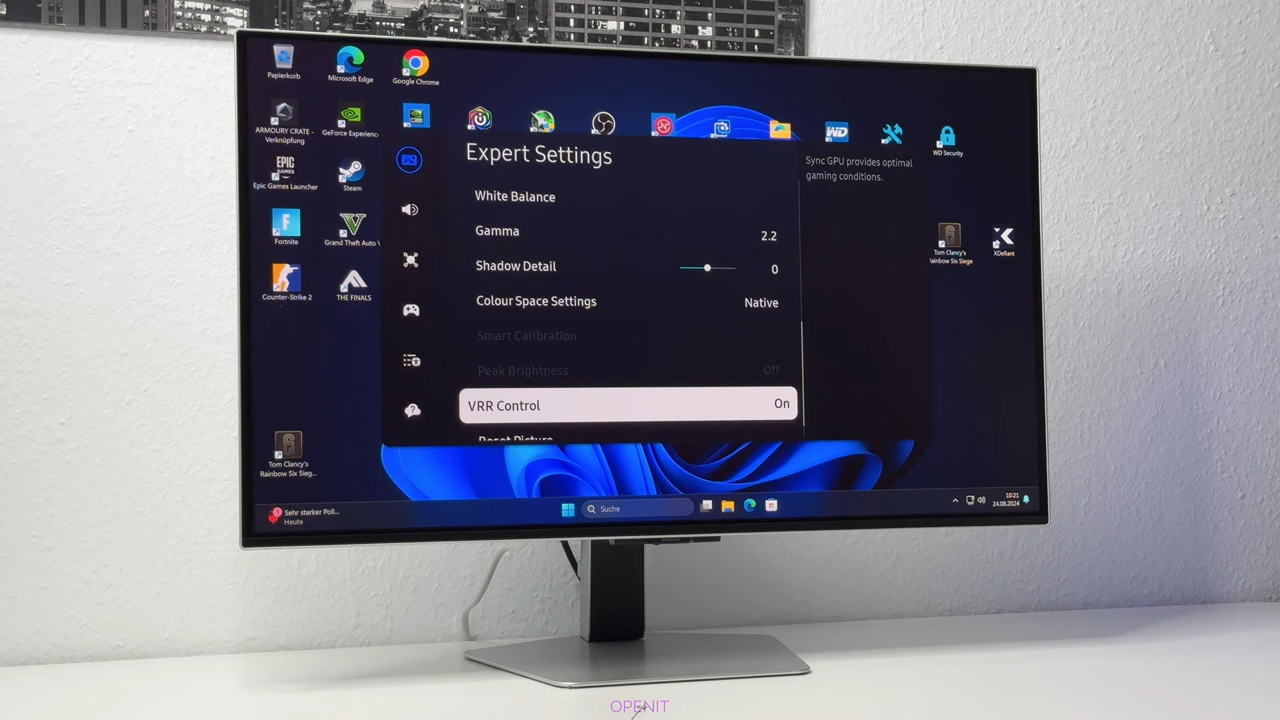 Papierkorb
Microsoft Edge
Google Chrome
ARMOURY CRATE -
Verknüpfung
GeForce Experienc
WD
WD Security
EPIC
GAMES
Epic Games Launcher
Steam
Fortnite
Grand Theft Auto V
Counter-Strike 2
THE FINALS
Tom Clancy's
Rainbow Six Siege
XDefiant
Tom Clancy's
Rainbow Six Sieg...
Expert Settings
White Balance
Gamma 2.2
Shadow Detail 0
Colour Space Settings Native
Smart Calibration
Peak Brightness Off
VRR Control On
Reset Picture
Sync GPU provides optimal
gaming conditions.
Sehr starker Poll...
Heute
Suche
10:21
24.08.2024
OPENIT